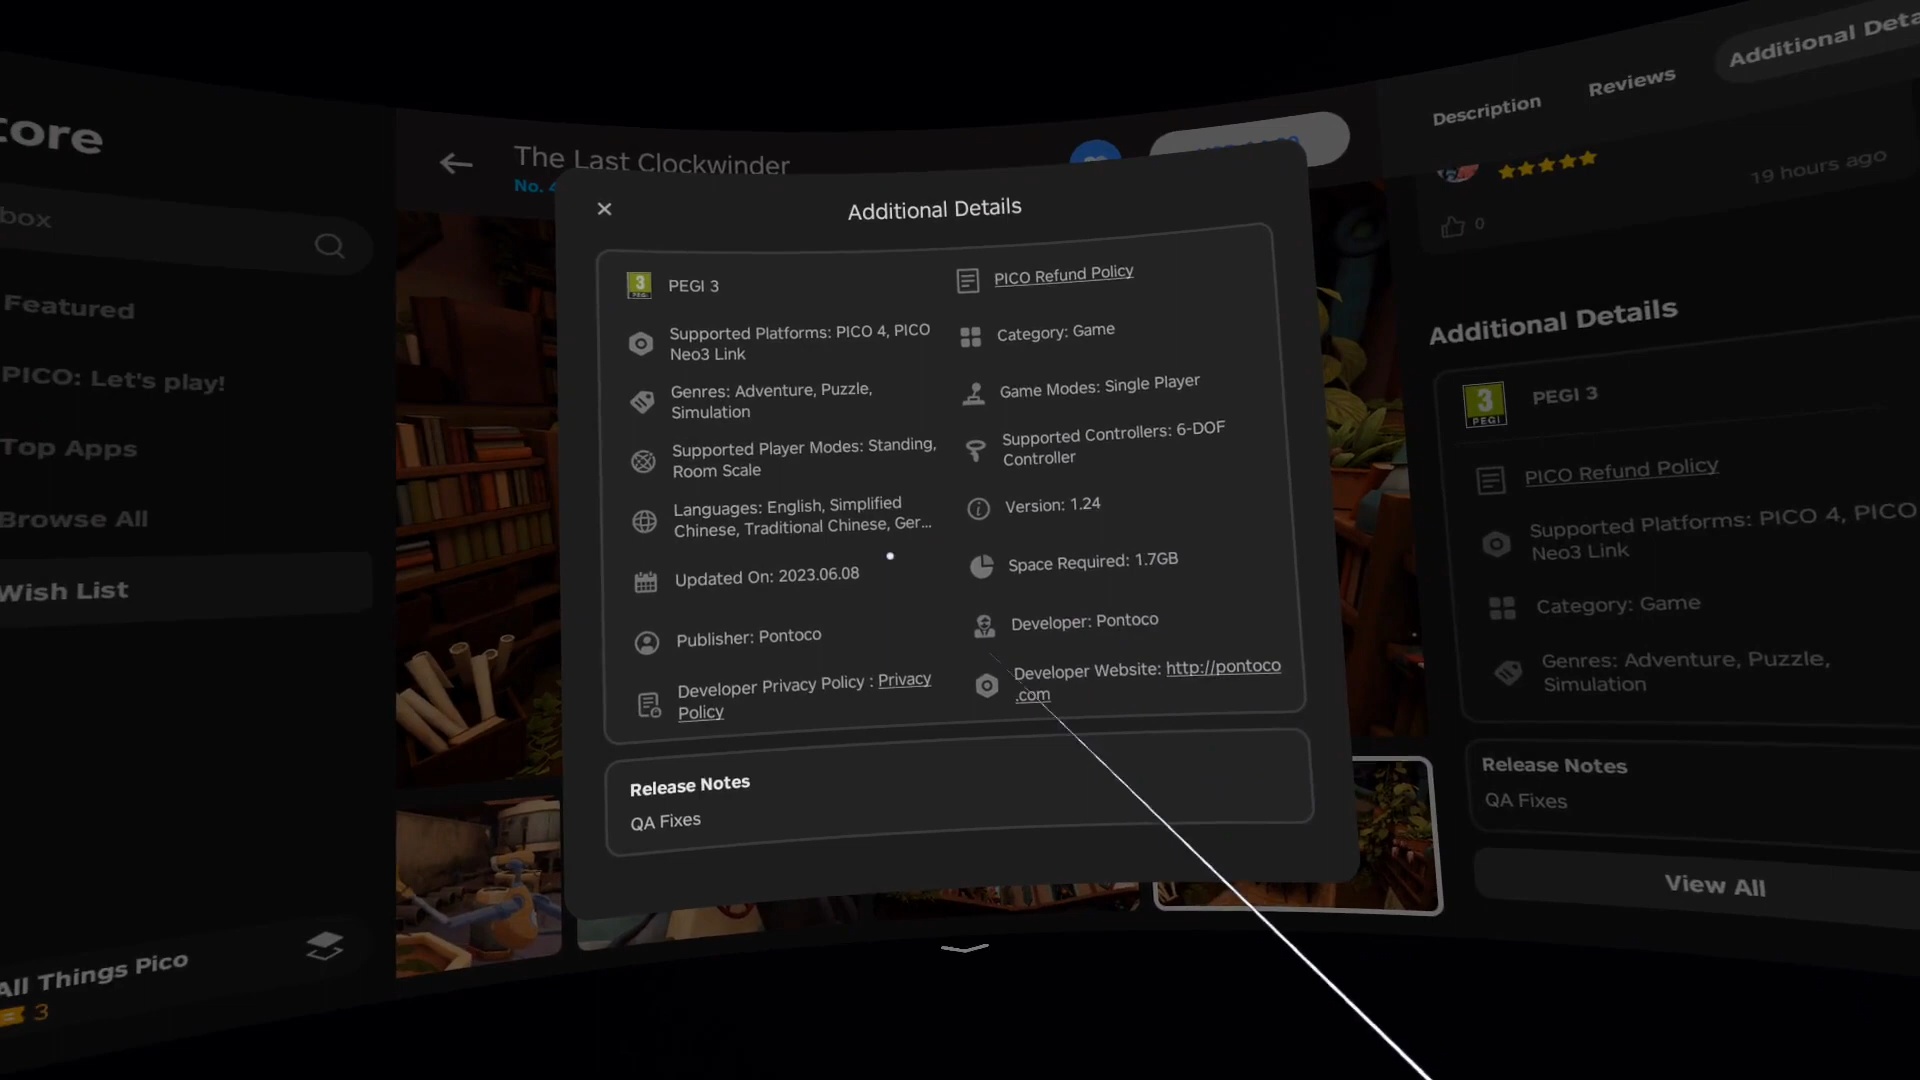 tore
box
Featured
PICO: Let's play!
Top Apps
Browse All
Wish List
All Things Pico
3
The Last Clockwinder
No. 4
Additional Details
3
PEGI
PEGI 3
PICO Refund Policy
Supported Platforms: PICO 4, PICO
Neo3 Link
Category: Game
Genres: Adventure, Puzzle,
Simulation
Game Modes: Single Player
Supported Player Modes: Standing,
Room Scale
Supported Controllers: 6-DOF
Controller
Languages: English, Simplified
Chinese, Traditional Chinese, Ger...
Version: 1.24
Updated On: 2023.06.08
Space Required: 1.7GB
Publisher: Pontoco
Developer: Pontoco
Developer Privacy Policy : Privacy
Policy
Developer Website: http://pontoco
.com
Release Notes
QA Fixes
Description
Reviews
Additional Deta
19 hours ago
0
Additional Details
3
PEGI
PEGI 3
PICO Refund Policy
Supported Platforms: PICO 4, PICO
Neo3 Link
Category: Game
Genres: Adventure, Puzzle,
Simulation
Release Notes
QA Fixes
View All